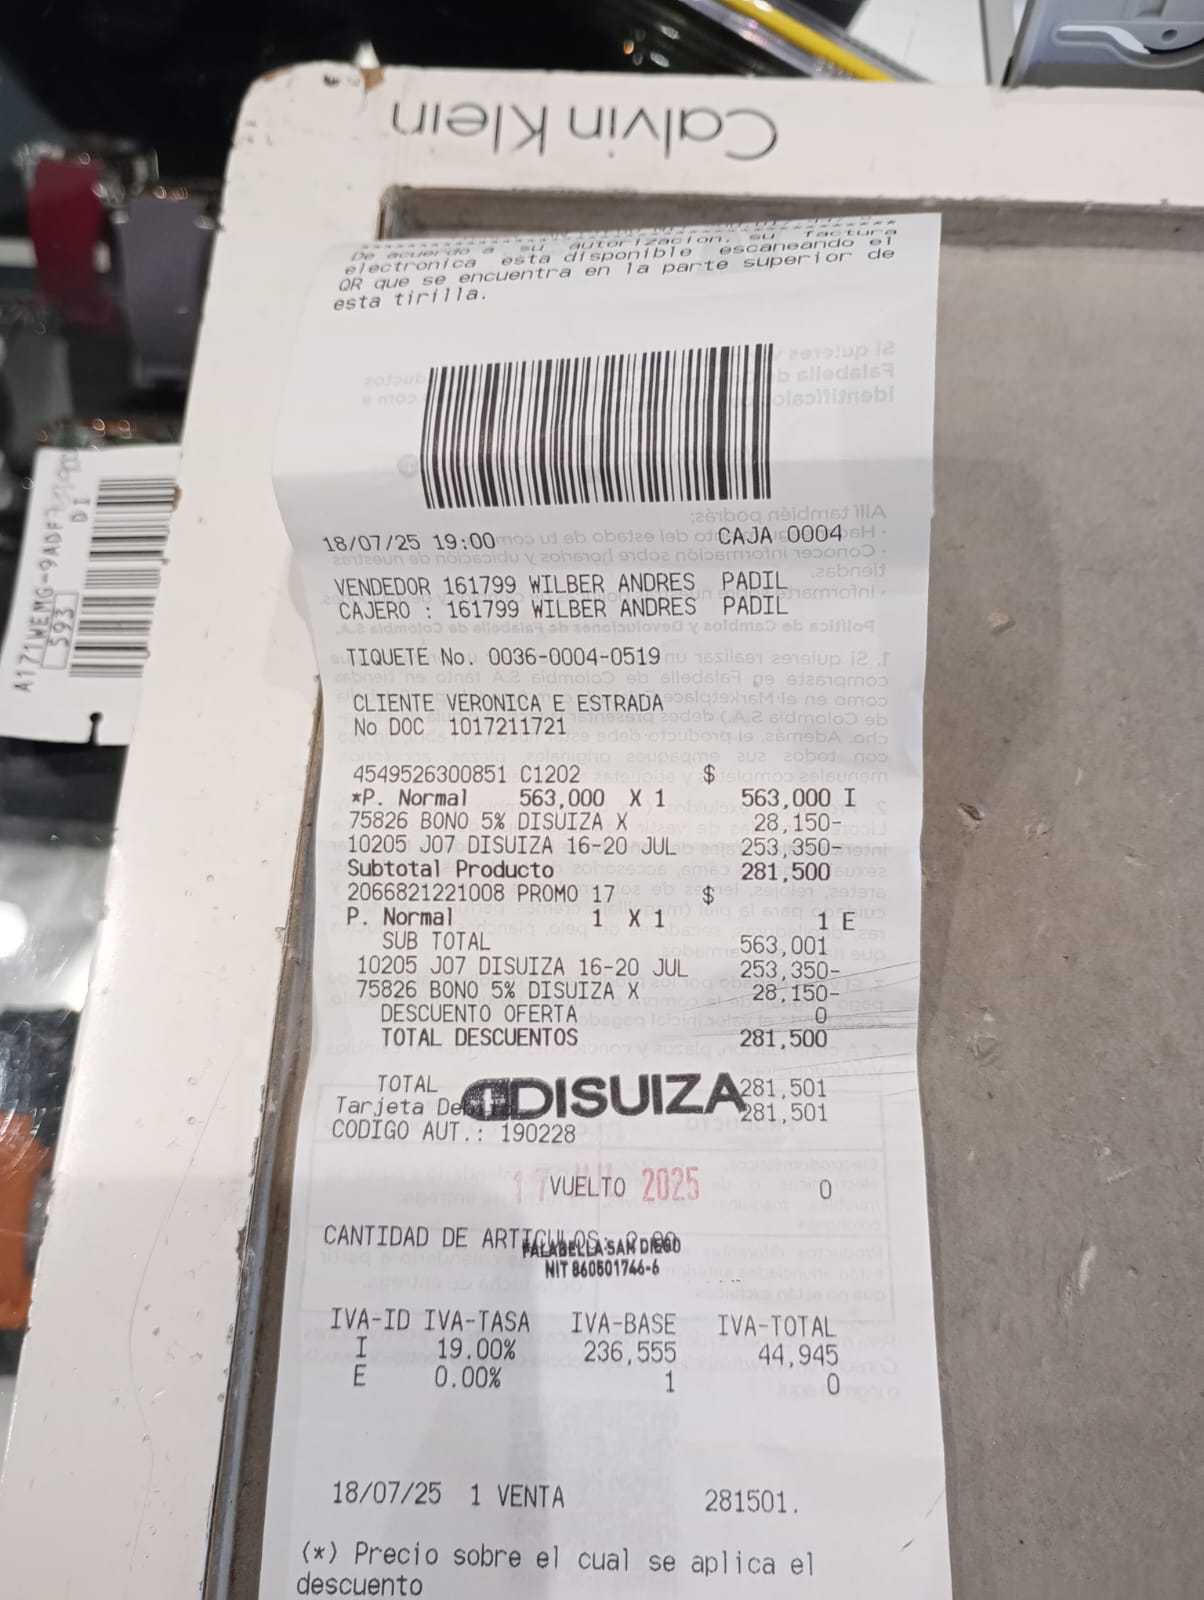 Calvin Klein
De acuerdo a su autorizacion, su factura
electronica esta disponible escaneando el
QR que se encuentra en la parte superior de
esta tirilla.
18/07/25 19:00 CAJA 0004
VENDEDOR 161799 WILBER ANDRES PADIL
CAJERO : 161799 WILBER ANDRES PADIL
TIQUETE No. 0036-0004-0519
CLIENTE VERONICA E ESTRADA
No DOC 1017211721
4549526300851 C1202 $
*P. Normal 563,000 X 1 563,000 I
75826 BONO 5% DISUIZA X 28,150-
10205 J07 DISUIZA 16-20 JUL 253,350-
Subtotal Producto 281,500
2066821221008 PROMO 17 $
P. Normal 1 X 1 1 E
SUB TOTAL 563,001
10205 J07 DISUIZA 16-20 JUL 253,350-
75826 BONO 5% DISUIZA X 28,150-
DESCUENTO OFERTA 0
TOTAL DESCUENTOS 281,500
TOTAL 281,501
DISUIZA
Tarjeta De 281,501
CODIGO AUT.: 190228
17 2025
VUELTO 0
CANTIDAD DE ARTICULOS:
FALABELLA SAN DIEGO
NIT 860501746-6
IVA-ID IVA-TASA IVA-BASE IVA-TOTAL
I 19.00% 236,555 44,945
E 0.00% 1 0
18/07/25 1 VENTA 281501.
(*) Precio sobre el cual se aplica el
descuento
593
DI